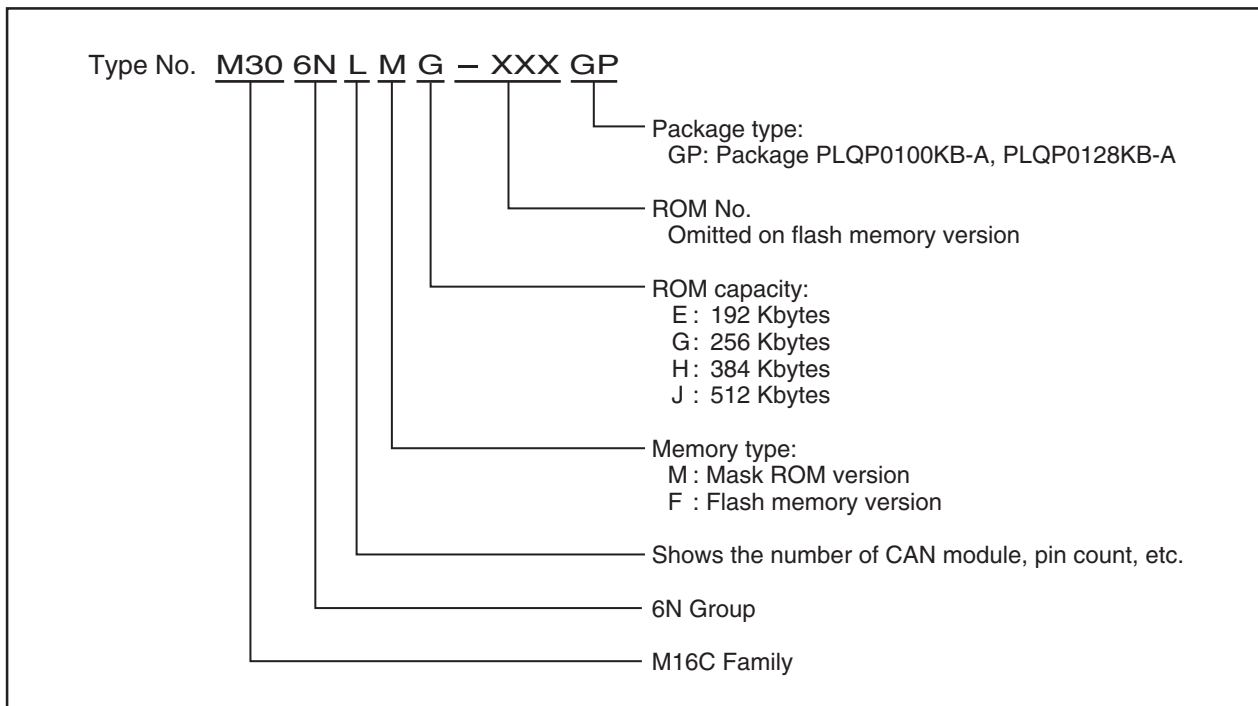 Type No. M30 6N L M G – XXX GP
Package type:
GP: Package PLQP0100KB-A, PLQP0128KB-A
ROM No.
Omitted on flash memory version
ROM capacity:
E : 192 Kbytes
G : 256 Kbytes
H : 384 Kbytes
J : 512 Kbytes
Memory type:
M : Mask ROM version
F : Flash memory version
Shows the number of CAN module, pin count, etc.
6N Group
M16C Family